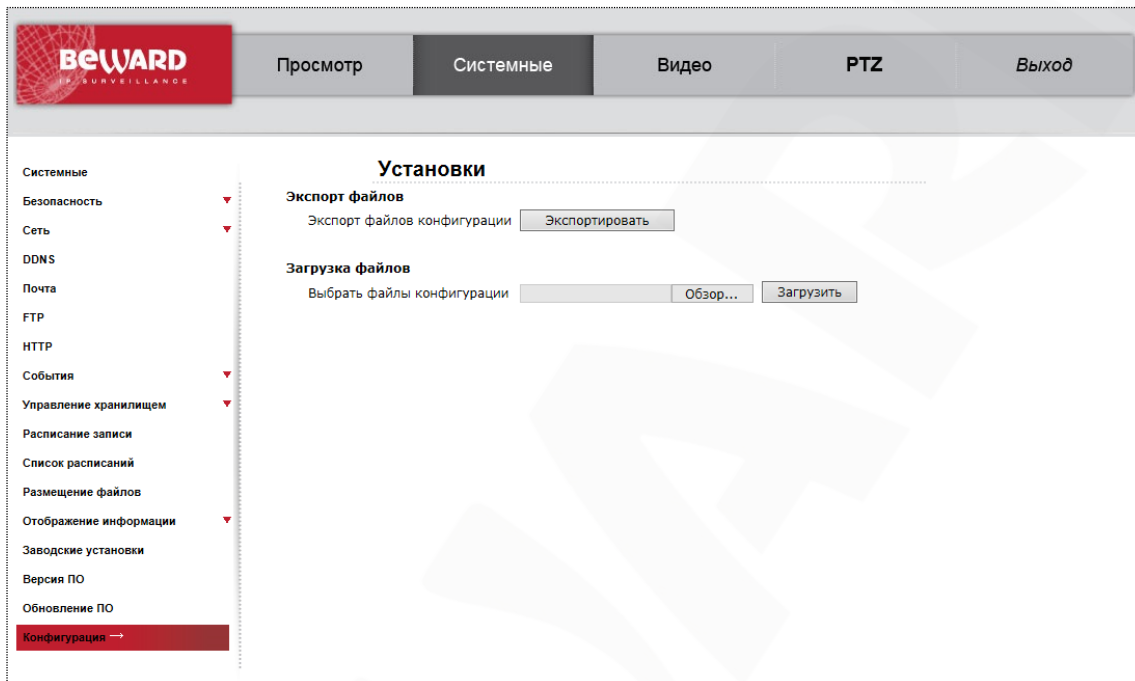 BEWARD
IP SURVEILLANCE
Просмотр Системные Видео PTZ Выход
Системные
Безопасность
Сеть
DDNS
Почта
FTP
HTTP
События
Управление хранилищем
Расписание записи
Список расписаний
Размещение файлов
Отображение информации
Заводские установки
Версия ПО
Обновление ПО
Конфигурация →
Установки
Экспорт файлов
Экспорт файлов конфигурации Экспортировать
Загрузка файлов
Выбрать файлы конфигурации Обзор... Загрузить